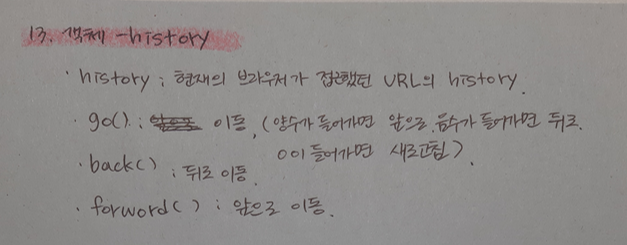 13. 객체 - history
· history : 현재의 브라우저가 접근했던 URL의 history.
· go() : 이동. (양수가 들어가면 앞으로, 음수가 들어가면 뒤로.
0이 들어가면 새로고침).
· back() : 뒤로 이동.
· forword() : 앞으로 이동.